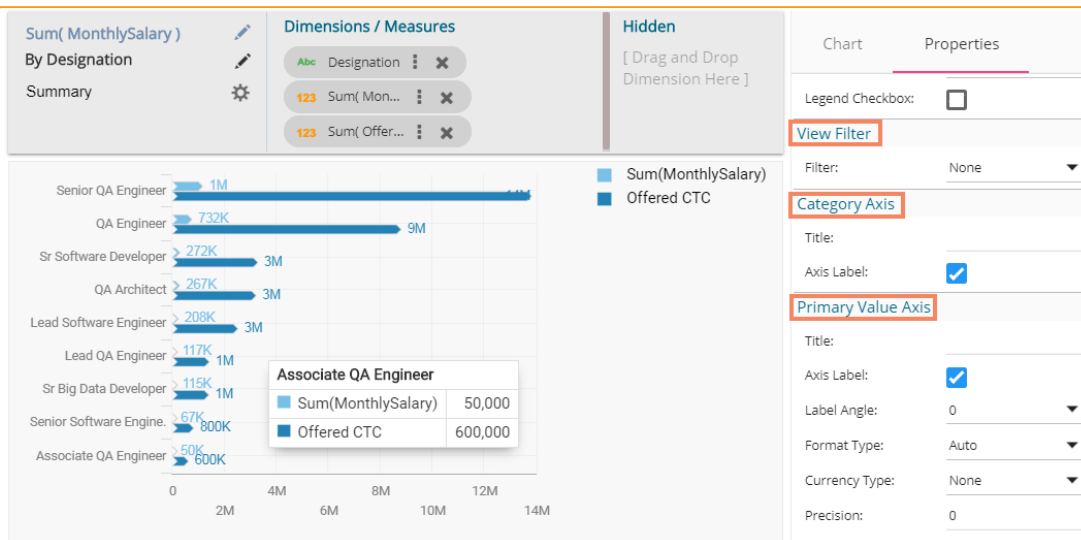 Sum( MonthlySalary )
By Designation
Summary
Dimensions / Measures
Abc Designation
123 Sum( Mon...
123 Sum( Offer...
Hidden
[ Drag and Drop
Dimension Here ]
Chart Properties
Legend Checkbox:
View Filter
Filter: None
Category Axis
Title:
Axis Label:
Primary Value Axis
Title:
Axis Label:
Label Angle: 0
Format Type: Auto
Currency Type: None
Precision: 0
Sum(MonthlySalary)
Offered CTC
Senior QA Engineer 1M
QA Engineer 732K 9M
Sr Software Developer 272K 3M
QA Architect 267K 3M
Lead Software Engineer 208K 3M
Lead QA Engineer 117K 1M
Sr Big Data Developer 115K 1M
Senior Software Engine. 67K 800K
Associate QA Engineer 50K 600K
Associate QA Engineer
Sum(MonthlySalary) 50,000
Offered CTC 600,000
0 4M 8M 12M
2M 6M 10M 14M